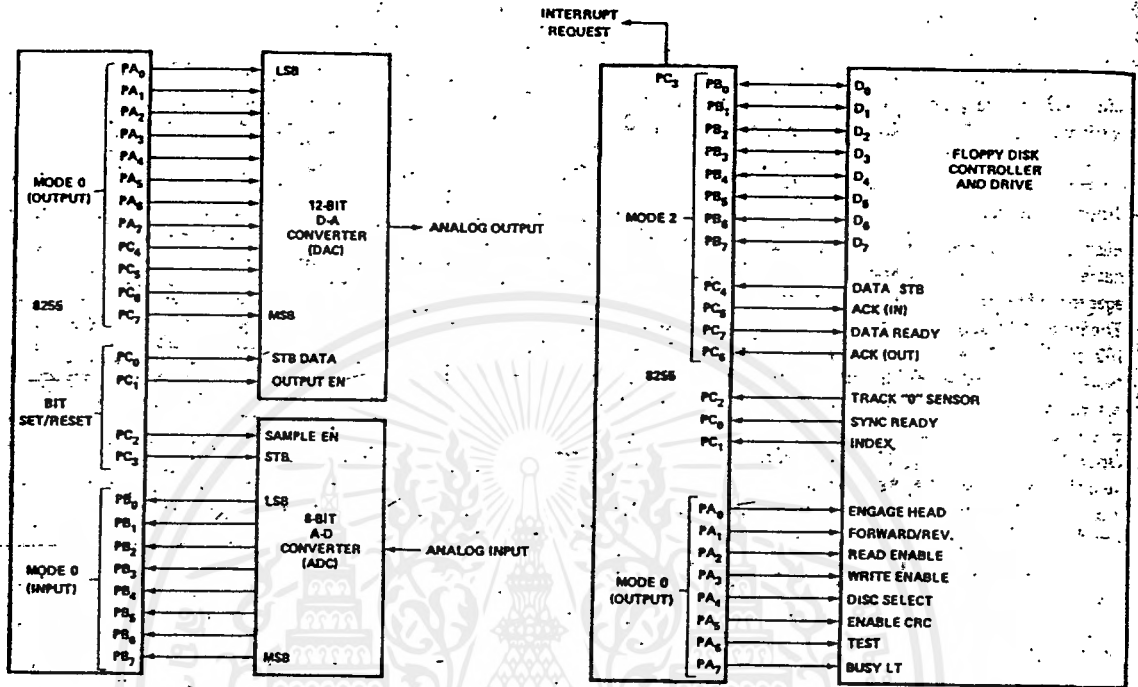 INTERRUPT
REQUEST
PA0
PA1
PA2
PA3
PA4
PA5
PA6
PA7
PC4
PC5
PC6
PC7
MODE 0
(OUTPUT)
8255
PC0
PC1
BIT
SET/RESET
PC2
PC3
PB0
PB1
PB2
PB3
PB4
PB5
PB6
PB7
MODE 0
(INPUT)
LSB
12-BIT
D-A
CONVERTER
(DAC)
MSB
STB DATA
OUTPUT EN
ANALOG OUTPUT
SAMPLE EN
STB
LSB
8-BIT
A-D
CONVERTER
(ADC)
MSB
ANALOG INPUT
PC3
PB0
PB1
PB2
PB3
PB4
PB5
PB6
PB7
MODE 2
PC4
PC5
PC7
PC6
8255
PC2
PC0
PC1
PA0
PA1
PA2
PA3
PA4
PA5
PA6
PA7
MODE 0
(OUTPUT)
D0
D1
D2
D3
D4
D5
D6
D7
FLOPPY DISK
CONTROLLER
AND DRIVE
DATA STB
ACK (IN)
DATA READY
ACK (OUT)
TRACK "0" SENSOR
SYNC READY
INDEX
ENGAGE HEAD
FORWARD/REV.
READ ENABLE
WRITE ENABLE
DISC SELECT
ENABLE CRC
TEST
BUSY LT